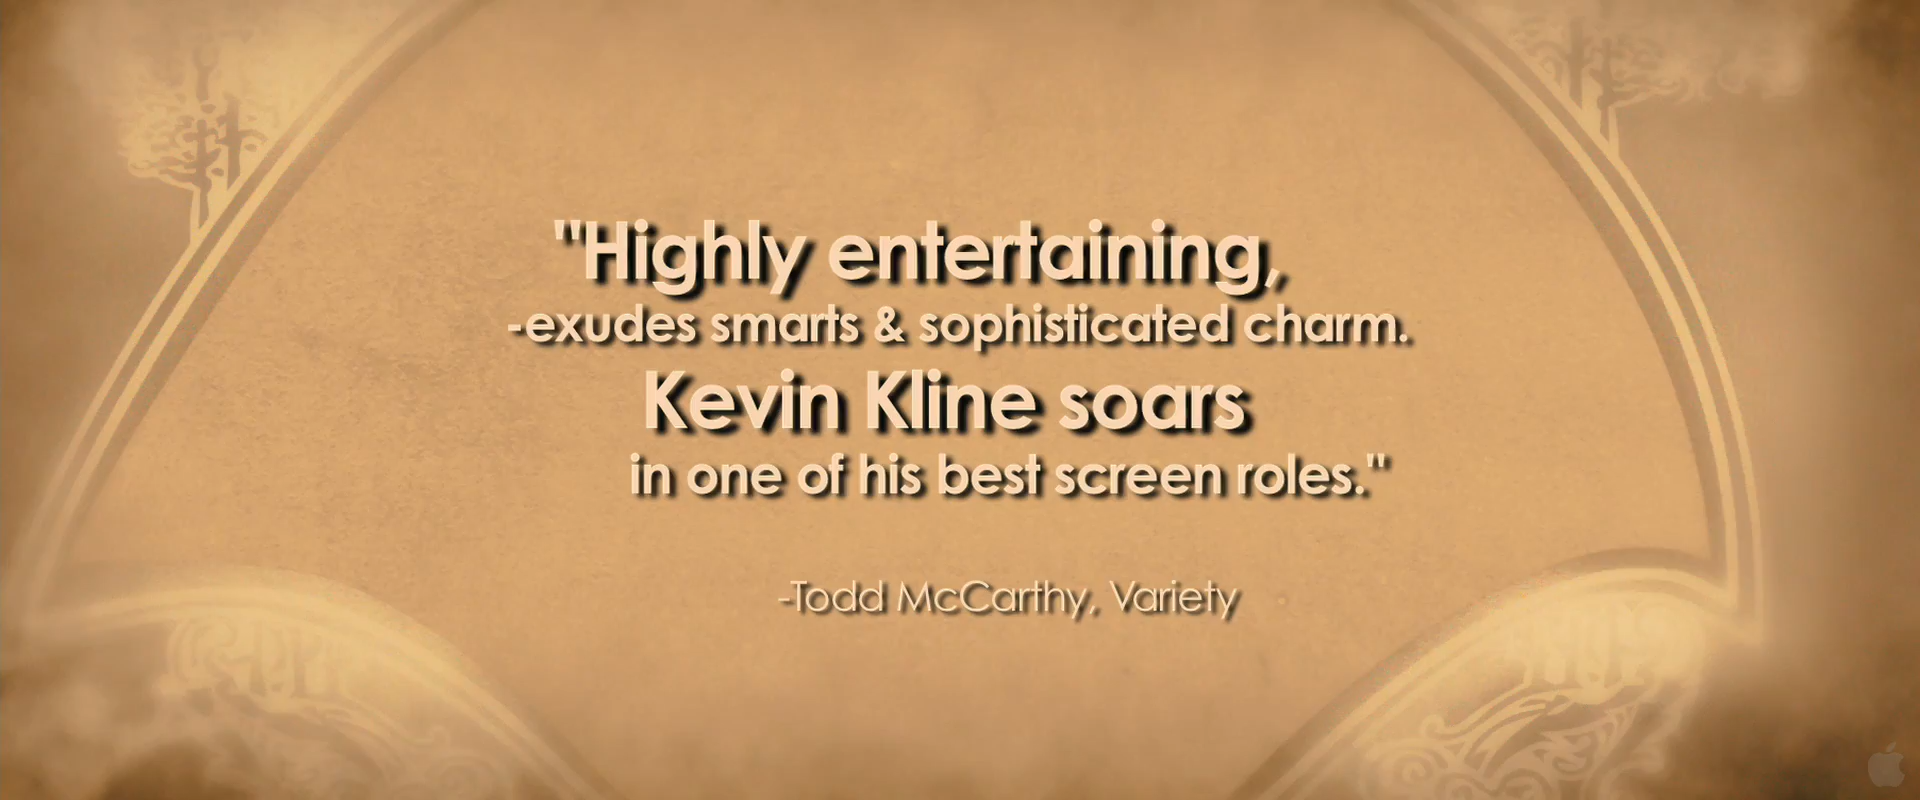 "Highly entertaining,
-exudes smarts & sophisticated charm.
Kevin Kline soars
in one of his best screen roles."
-Todd McCarthy, Variety